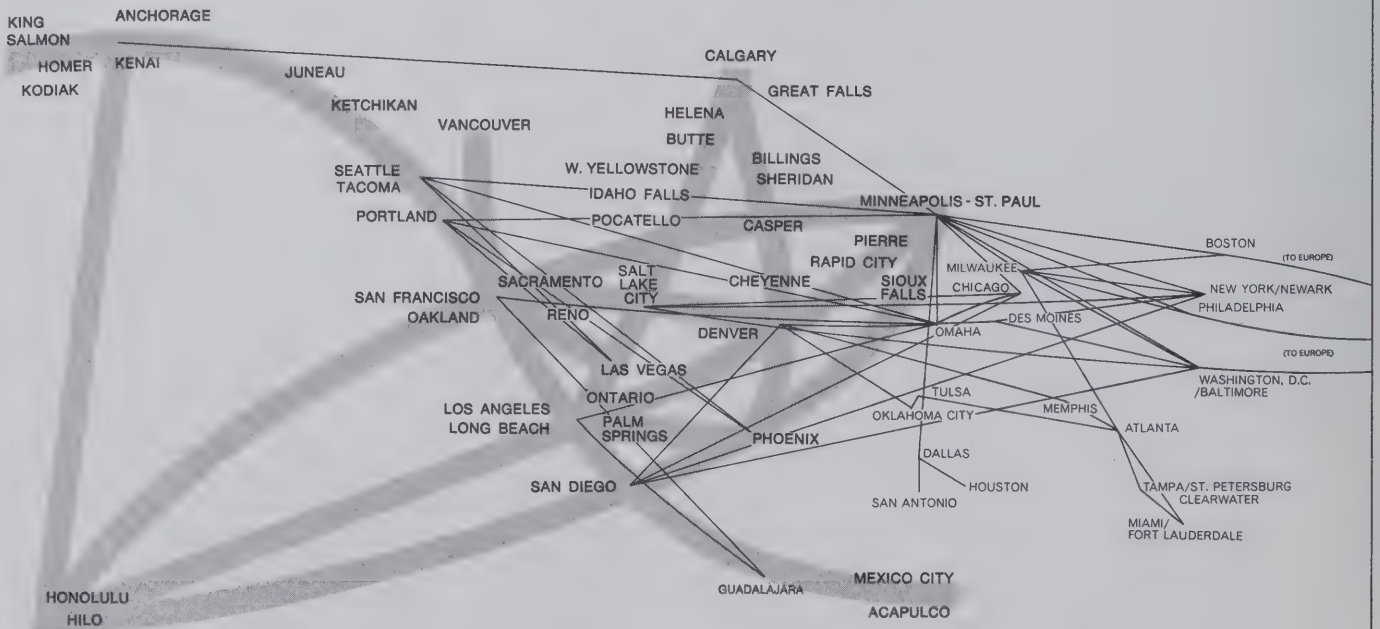 KING
SALMON
ANCHORAGE
HOMER
KENAI
KODIAK
JUNEAU
KETCHIKAN
VANCOUVER
CALGARY
GREAT FALLS
HELENA
BUTTE
SEATTLE
TACOMA
W. YELLOWSTONE
BILLINGS
SHERIDAN
IDAHO FALLS
MINNEAPOLIS - ST. PAUL
PORTLAND
POCATELLO
CASPER
PIERRE
RAPID CITY
BOSTON
(TO EUROPE)
MILWAUKEE
SACRAMENTO
SALT
LAKE
CITY
CHEYENNE
SIOUX
FALLS
CHICAGO
NEW YORK/NEWARK
PHILADELPHIA
SAN FRANCISCO
OAKLAND
RENO
DENVER
OMAHA
DES MOINES
(TO EUROPE)
LAS VEGAS
WASHINGTON, D.C.
/BALTIMORE
ONTARIO
TULSA
LOS ANGELES
LONG BEACH
PALM
SPRINGS
OKLAHOMA CITY
MEMPHIS
ATLANTA
PHOENIX
DALLAS
SAN DIEGO
HOUSTON
SAN ANTONIO
TAMPA/ST. PETERSBURG
CLEARWATER
MIAMI/
FORT LAUDERDALE
GUADALAJARA
MEXICO CITY
ACAPULCO
HONOLULU
HILO